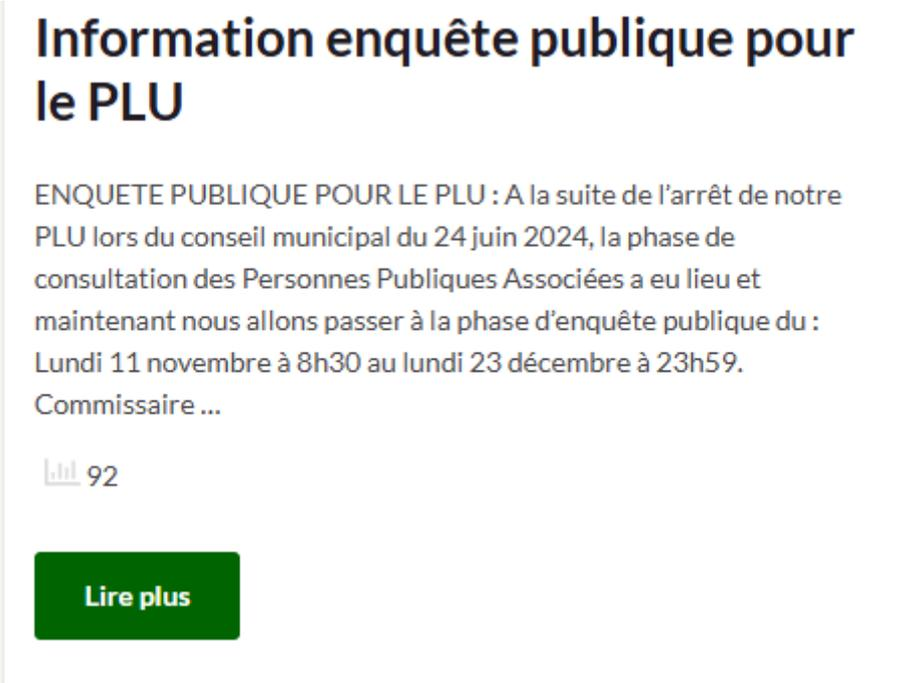 Information enquête publique pour
le PLU
ENQUETE PUBLIQUE POUR LE PLU : A la suite de l’arrêt de notre
PLU lors du conseil municipal du 24 juin 2024, la phase de
consultation des Personnes Publiques Associées a eu lieu et
maintenant nous allons passer à la phase d’enquête publique du :
Lundi 11 novembre à 8h30 au lundi 23 décembre à 23h59.
Commissaire ...
92
Lire plus